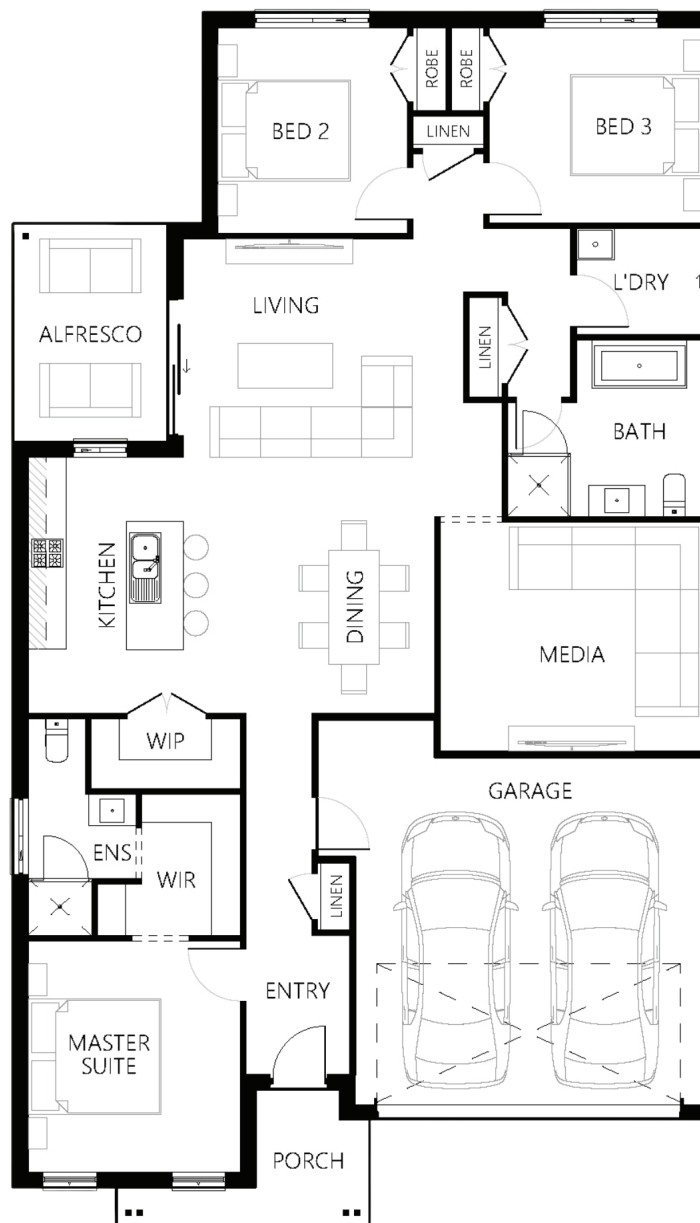 ROBE
ROBE
BED 2
LINEN
BED 3
LIVING
L'DRY
ALFRESCO
LINEN
BATH
KITCHEN
DINING
MEDIA
WIP
GARAGE
ENS
WIR
LINEN
ENTRY
MASTER
SUITE
PORCH